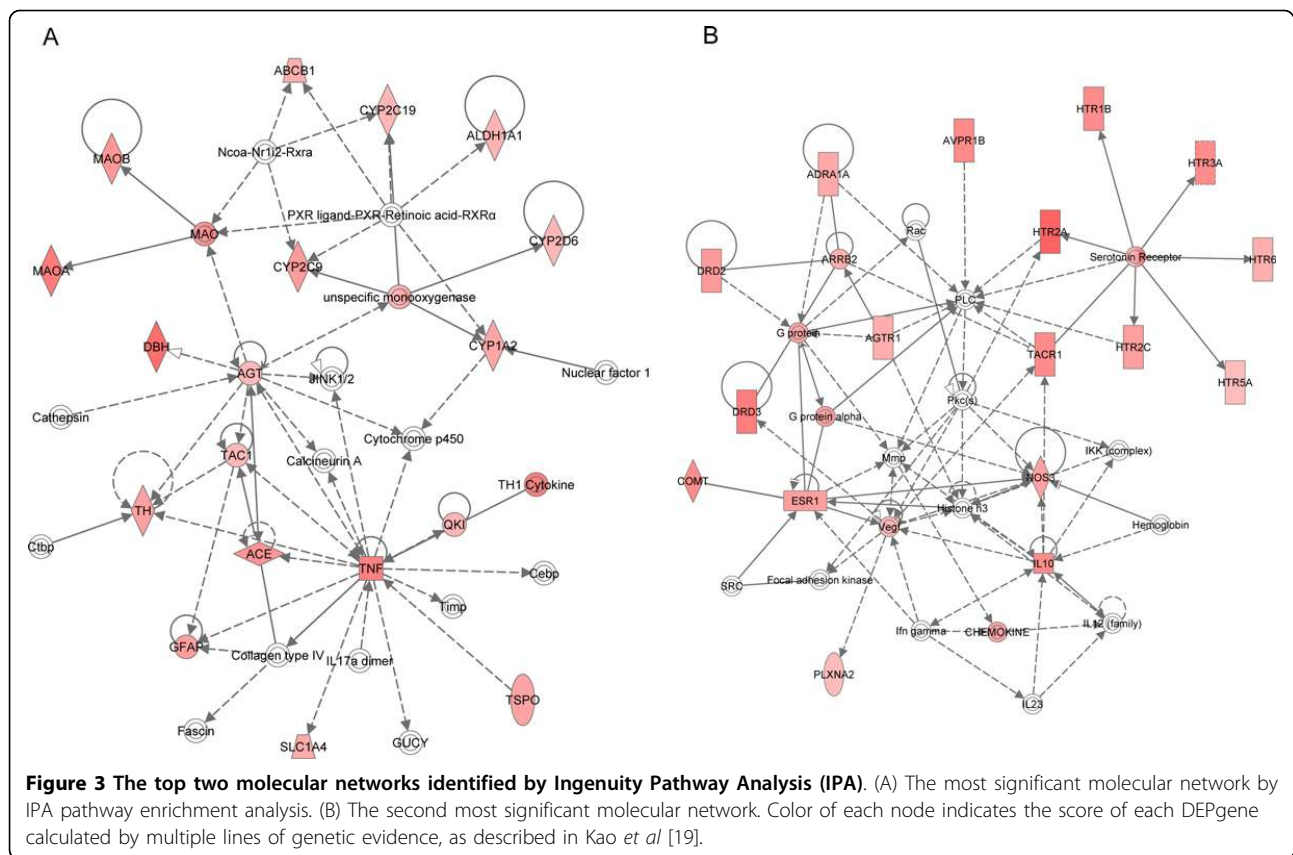 A
ABCB1
CYP2C19
ALDH1A1
MAOB
Ncoa-Nr1i2-Rxra
PXR ligand-PXR-Retinoic acid-RXRα
MAO
CYP2D6
MAOA
CYP2C9
unspecific monooxygenase
DBH
CYP1A2
AGT
JINK1/2
Nuclear factor 1
Cathepsin
Cytochrome p450
TAC1
Calcineurin A
TH1 Cytokine
TH
QKI
Ctbp
ACE
TNF
Cebp
Timp
GFAP
Collagen type IV
IL17a dimer
TSPO
Fascin
SLC1A4
GUCY
B
HTR1B
AVPR1B
HTR3A
ADRA1A
Rac
HTR2A
DRD2
ARRB2
Serotonin Receptor
HTR6
PLC
G protein
AGTR1
TACR1
HTR2C
HTR5A
DRD3
G protein alpha
Pkc(s)
Mmp
IKK (complex)
COMT
NOS3
ESR1
Histone h3
Vegf
Hemoglobin
IL10
SRC
Focal adhesion kinase
Ifn gamma
CHEMOKINE
IL12 (family)
PLXNA2
IL23
Figure 3 The top two molecular networks identified by Ingenuity Pathway Analysis (IPA). (A) The most significant molecular network by
IPA pathway enrichment analysis. (B) The second most significant molecular network. Color of each node indicates the score of each DEPgene
calculated by multiple lines of genetic evidence, as described in Kao et al [19].